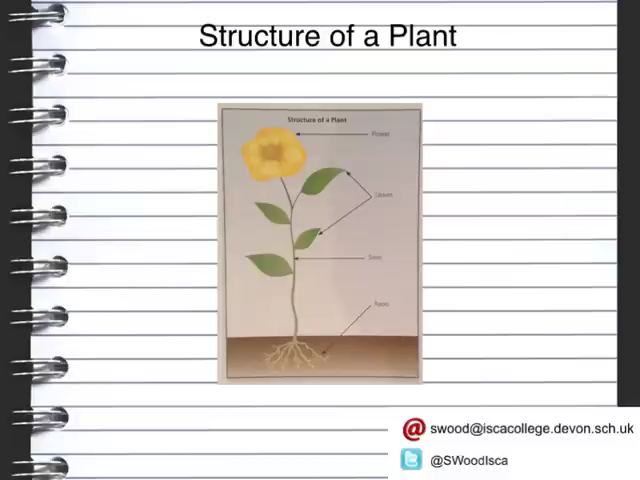 Structure of a Plant
Structure of a Plant
Flower
Leaves
Stem
Roots
swood@iscacollege.devon.sch.uk
@SWoodIsca